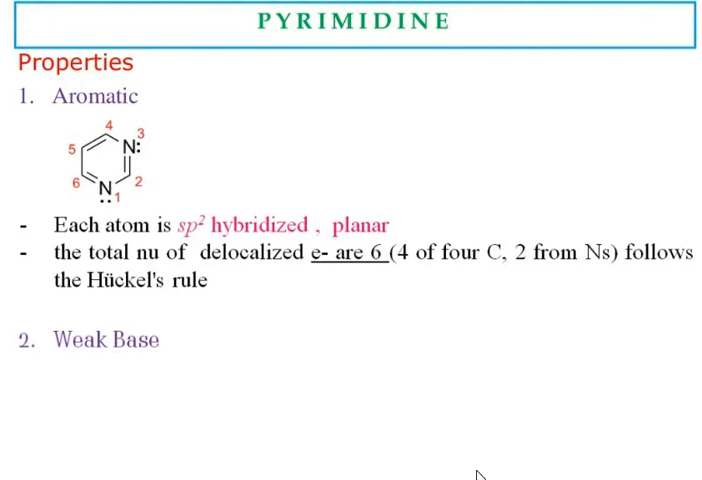 PYRIMIDINE
Properties
1. Aromatic
4
3
5
N:
6
N
1
2
- Each atom is sp² hybridized , planar
- the total nu of delocalized e- are 6 (4 of four C, 2 from Ns) follows
the Hückel's rule
2. Weak Base